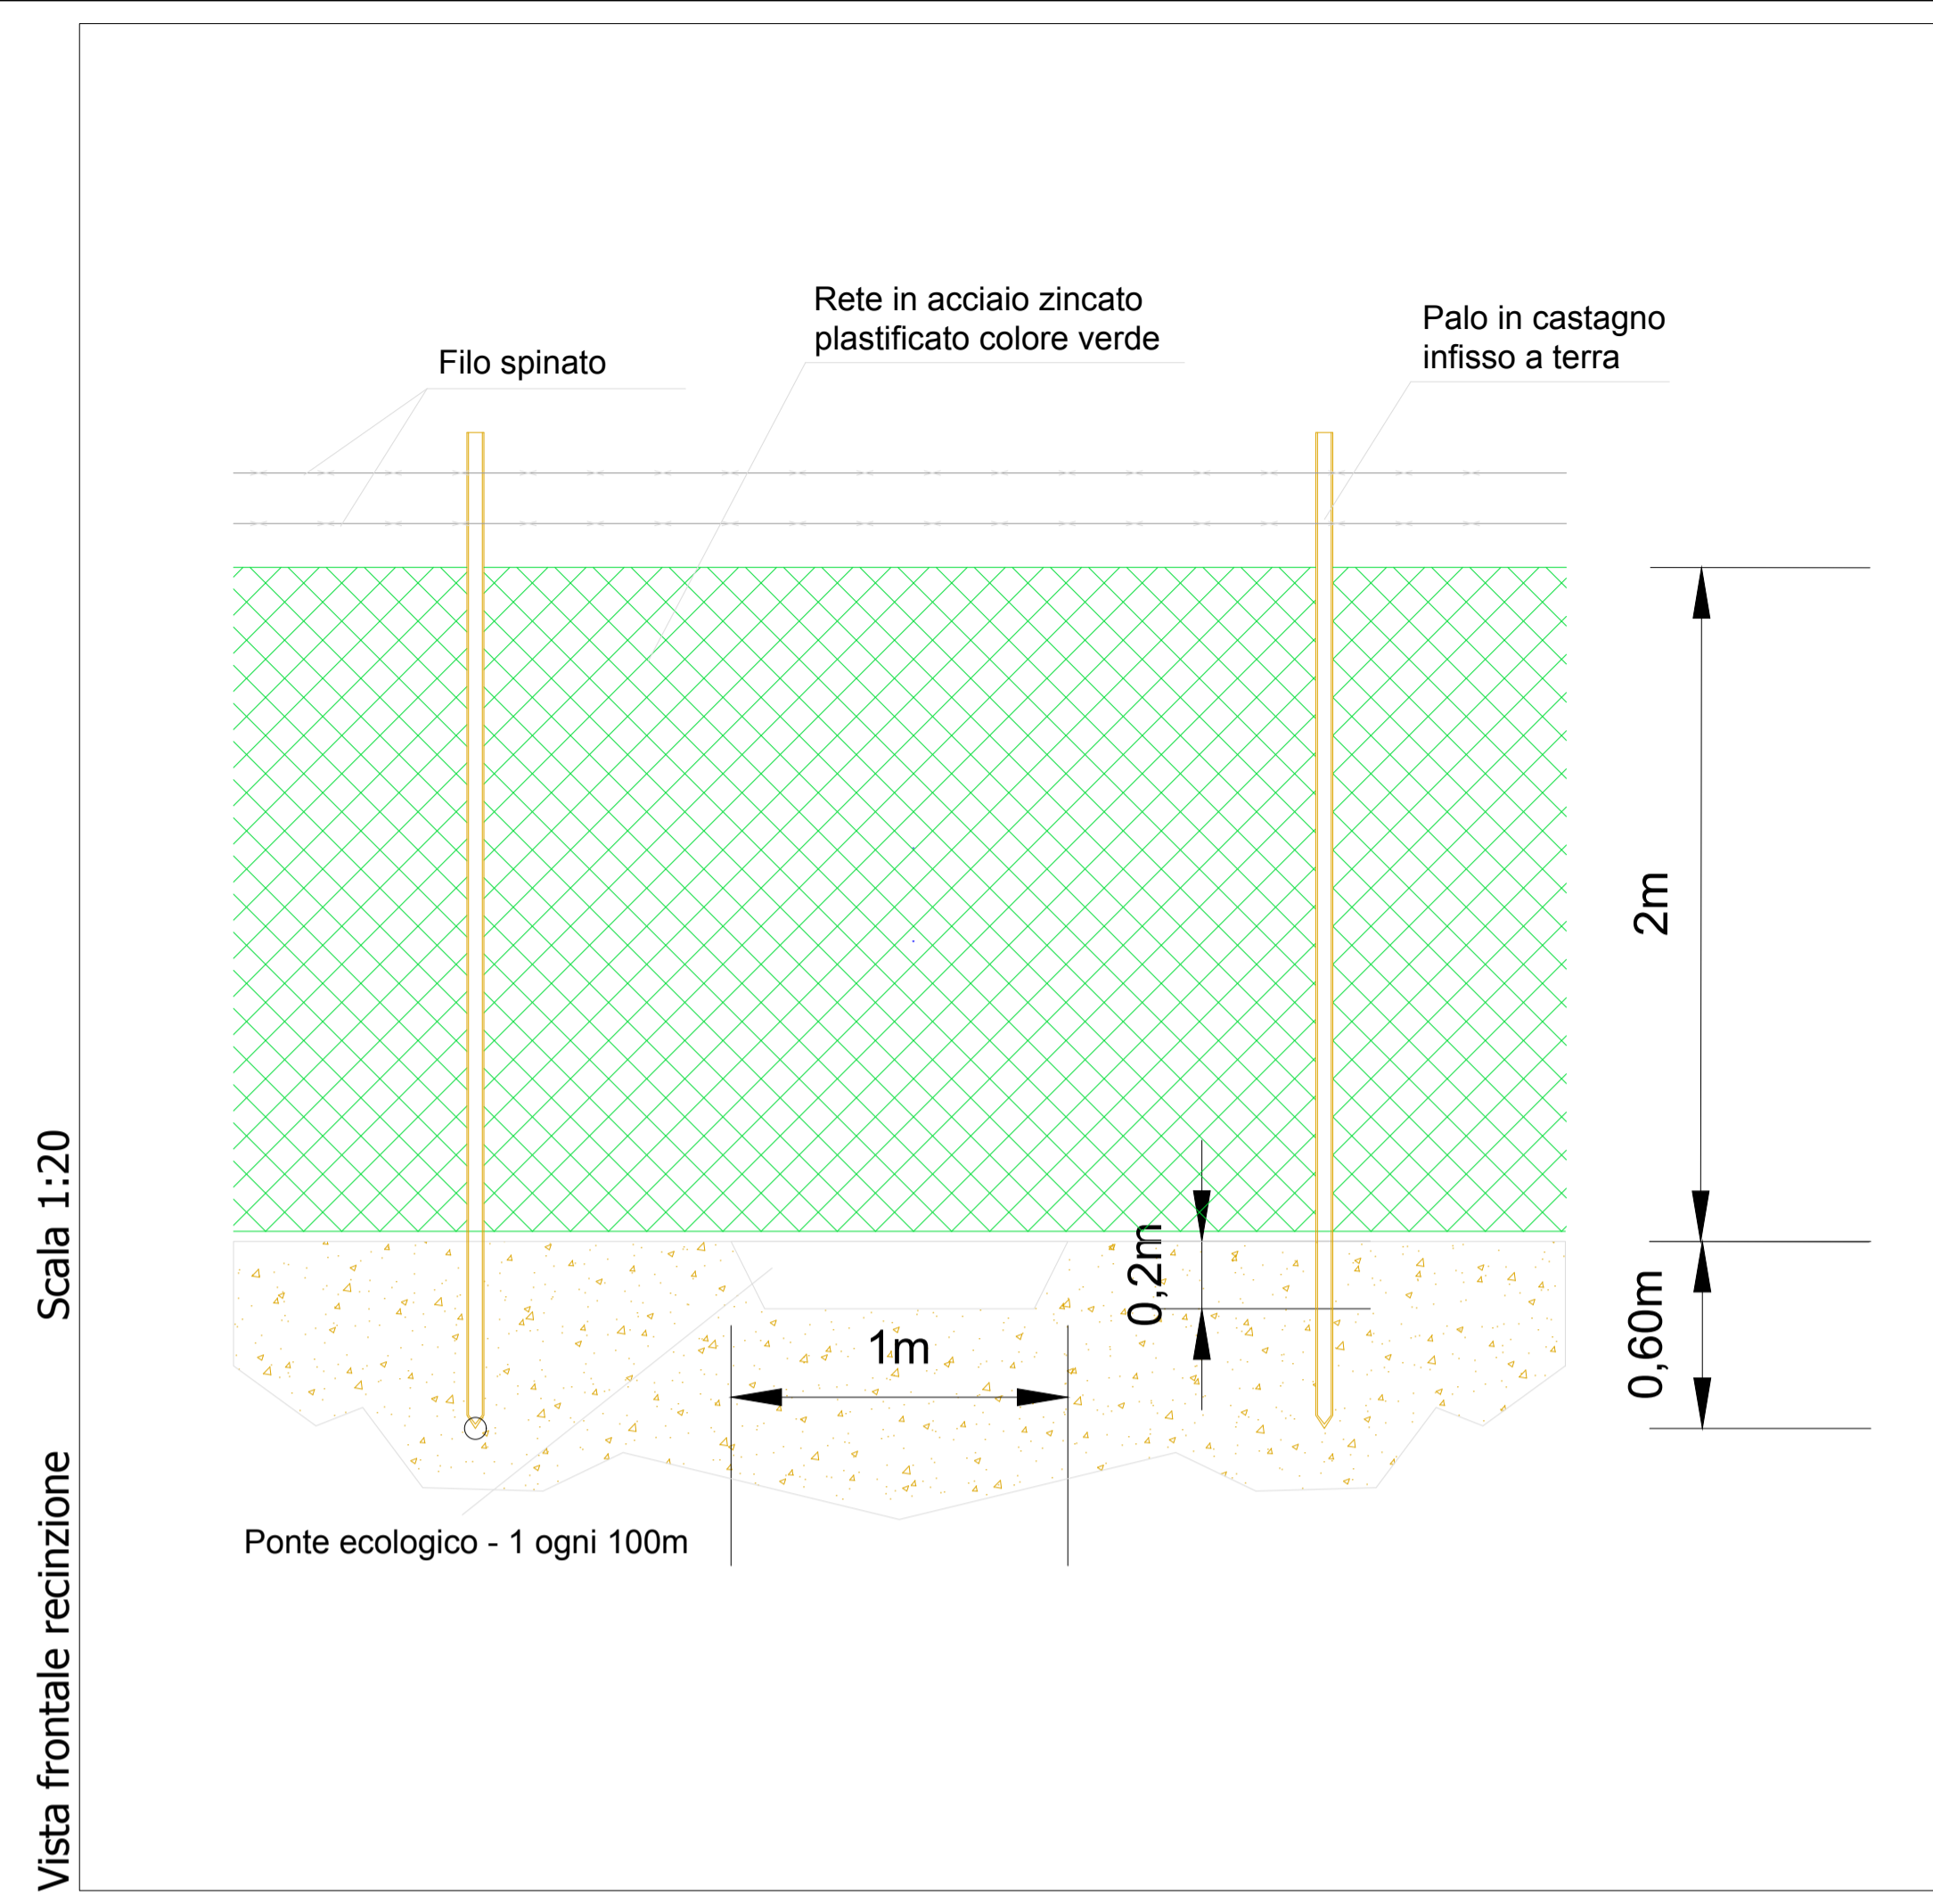 Rete in acciaio zincato
plastificato colore verde
Palo in castagno
infisso a terra
Filo spinato
2m
0,2m
0,60m
1m
Ponte ecologico - 1 ogni 100m
Vista frontale recinzione
Scala 1:20